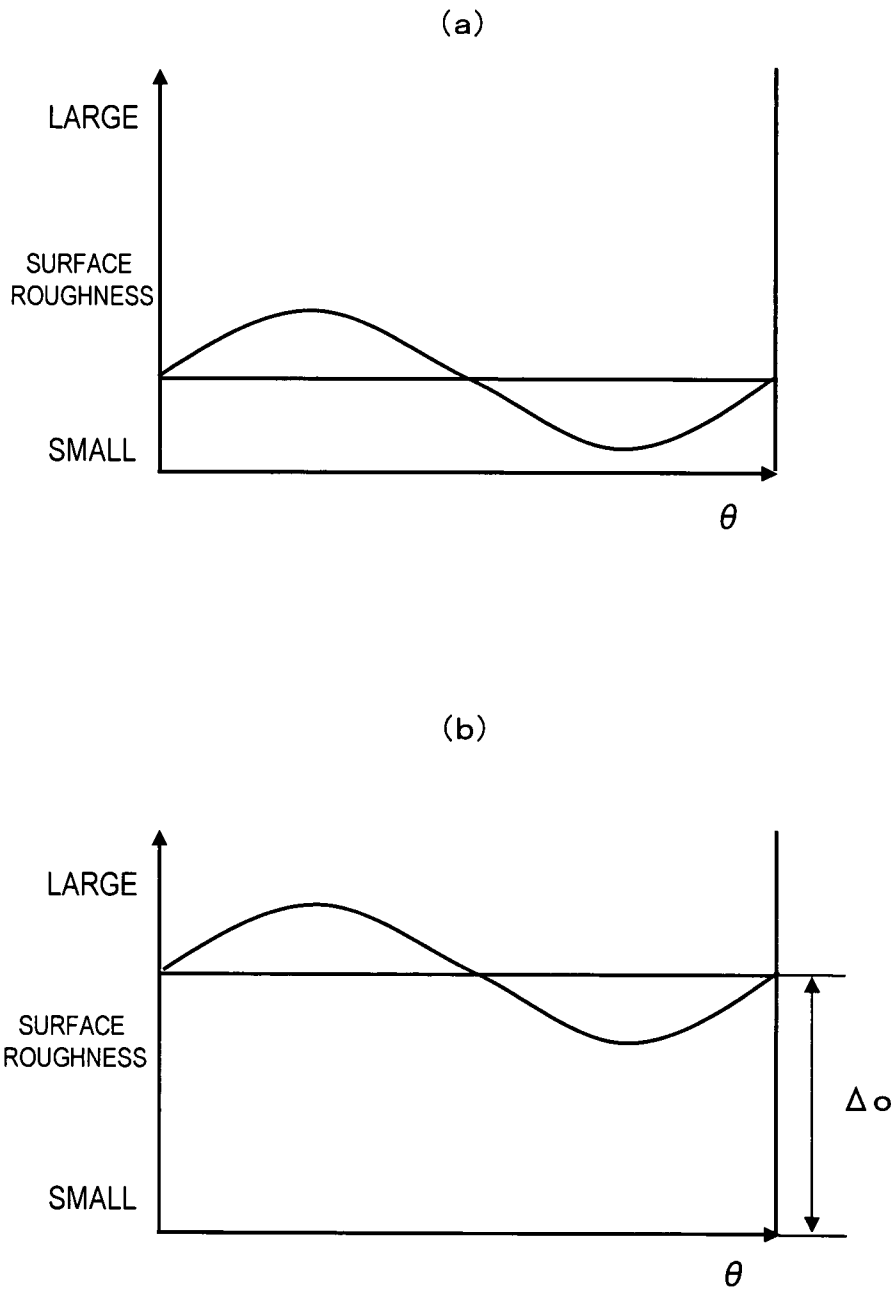 (a)
LARGE
SURFACE
ROUGHNESS
SMALL
θ
(b)
LARGE
SURFACE
ROUGHNESS
Δo
SMALL
θ